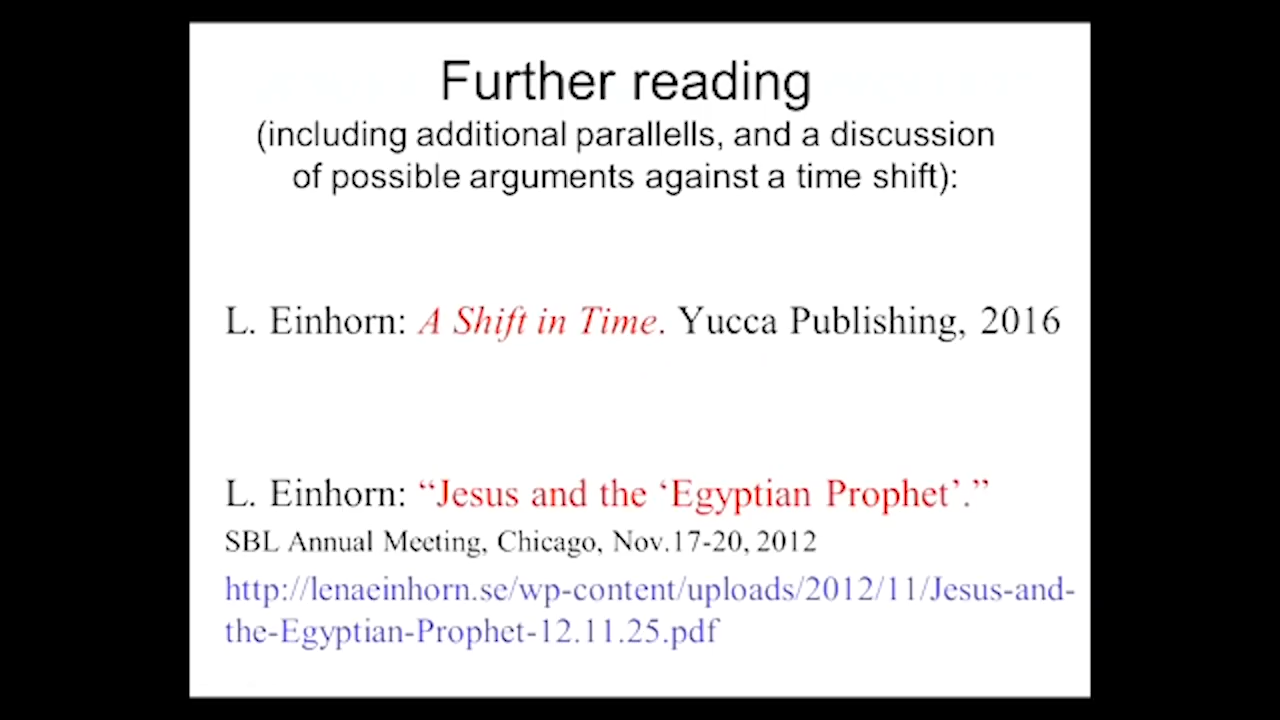 Further reading
(including additional parallells, and a discussion
of possible arguments against a time shift):
L. Einhorn: A Shift in Time. Yucca Publishing, 2016
L. Einhorn: “Jesus and the ‘Egyptian Prophet’.”
SBL Annual Meeting, Chicago, Nov.17-20, 2012
http://lenaeinhorn.se/wp-content/uploads/2012/11/Jesus-and-
the-Egyptian-Prophet-12.11.25.pdf